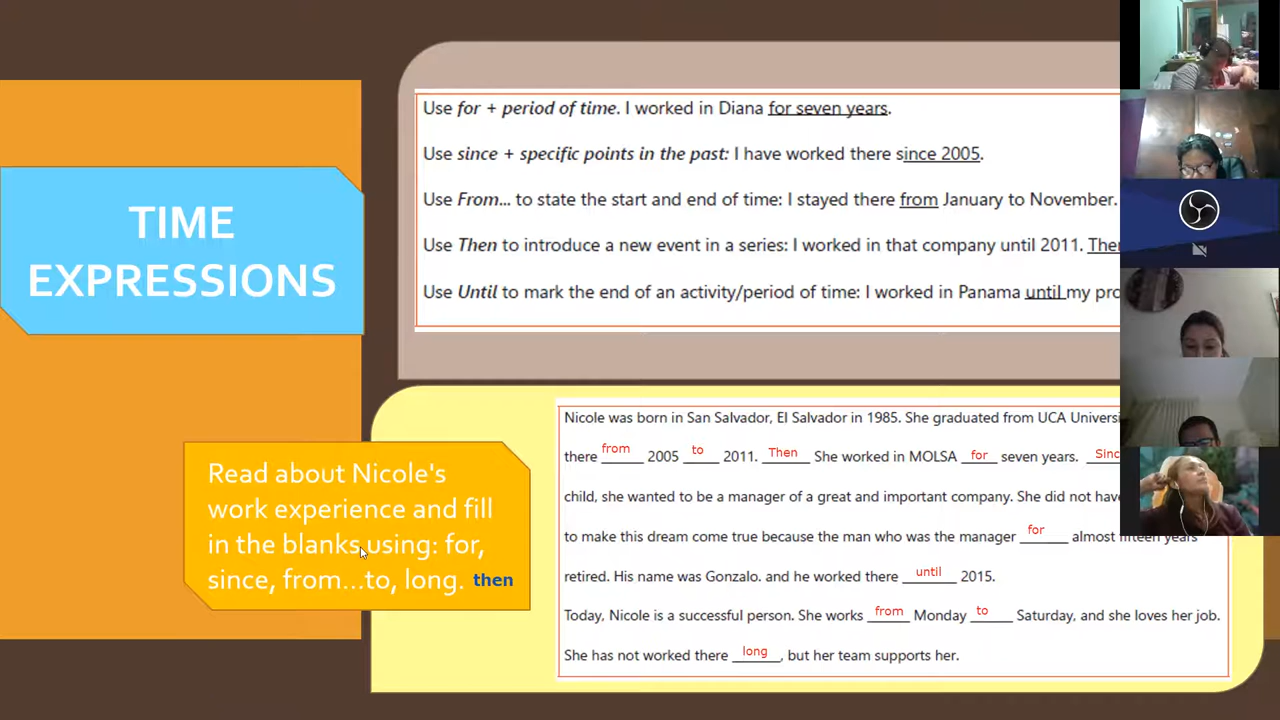 TIME
EXPRESSIONS
Use for + period of time. I worked in Diana for seven years.
Use since + specific points in the past: I have worked there since 2005.
Use From... to state the start and end of time: I stayed there from January to November.
Use Then to introduce a new event in a series: I worked in that company until 2011.
Use Until to mark the end of an activity/period of time: I worked in Panama until my
Read about Nicole's
work experience and fill
in the blanks using: for,
since, from...to, long. then
Nicole was born in San Salvador, El Salvador in 1985. She graduated from UCA
there from 2005 to 2011. Then She worked in MOLSA for seven years.
child, she wanted to be a manager of a great and important company. She did not have
to make this dream come true because the man who was the manager for almost fifteen years
retired. His name was Gonzalo. and he worked there until 2015.
Today, Nicole is a successful person. She works from Monday to Saturday, and she loves her job.
She has not worked there long, but her team supports her.